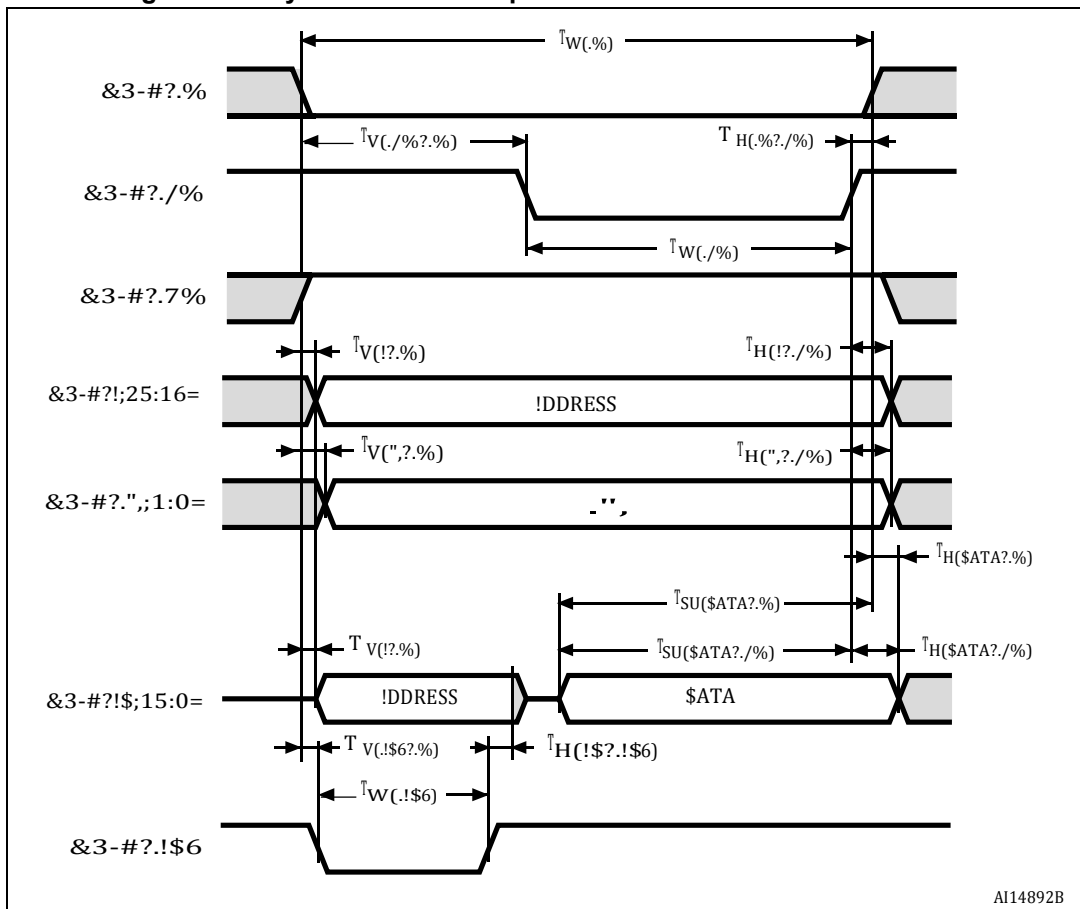 TW(.%)
&3-#?.%
TV(./%?.%)
T H(.%?./%)
&3-#?./%
TW(./%)
&3-#?.7%
TV(!?.%)
TH(!?./%)
&3-#?!;25:16=
!DDRESS
TV(",?.%)
TH(",?./%)
&3-#?.",;1:0=
.",
TH($ATA?.%)
TSU($ATA?.%)
T V(!?.%)
TSU($ATA?./%)
TH($ATA?./%)
&3-#?!$;15:0=
!DDRESS
$ATA
T V(.!$6?.%)
TH(!$?.!$6)
TW(.!$6)
&3-#?.!$6
AI14892B